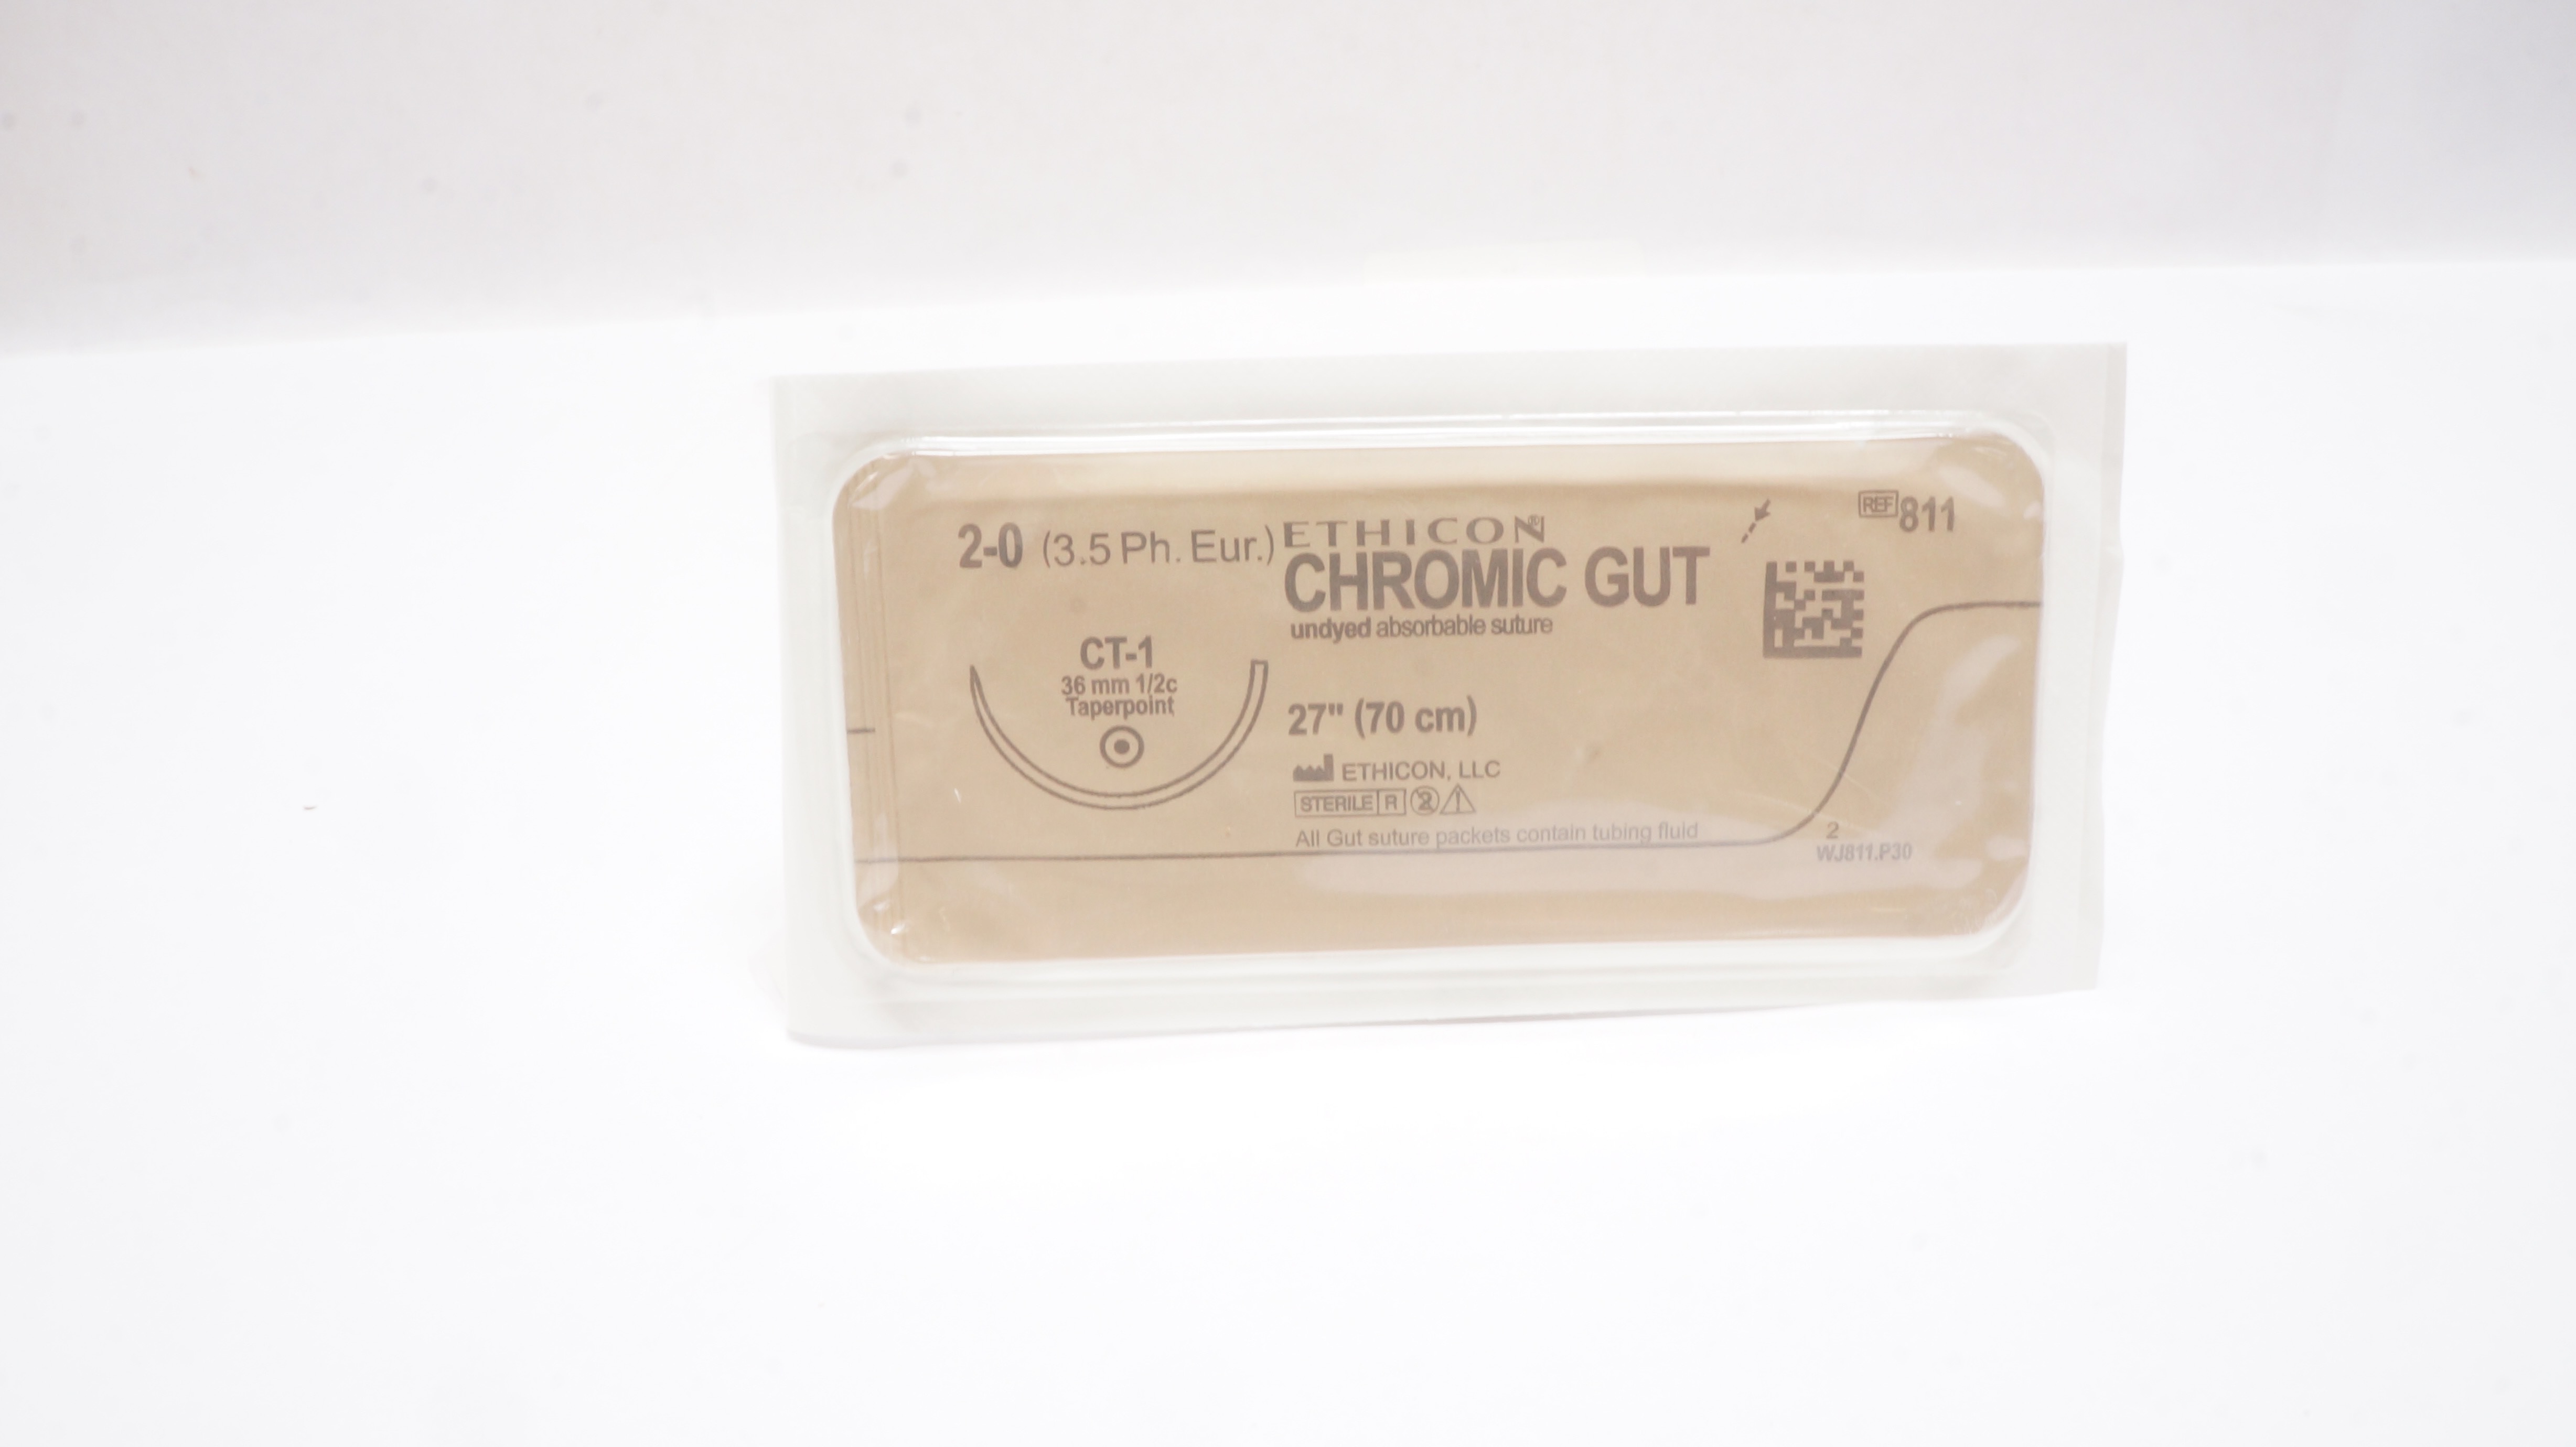 2-0 (3.5 Ph. Eur.)
CT-1
36 mm 1/2c
Taperpoint
ETHICON®
CHROMIC GUT
undyed absorbable suture
27" (70 cm)
ETHICON, LLC
STERILE R 2
All Gut suture packets contain tubing fluid
REF 811
2
WJ811.P30